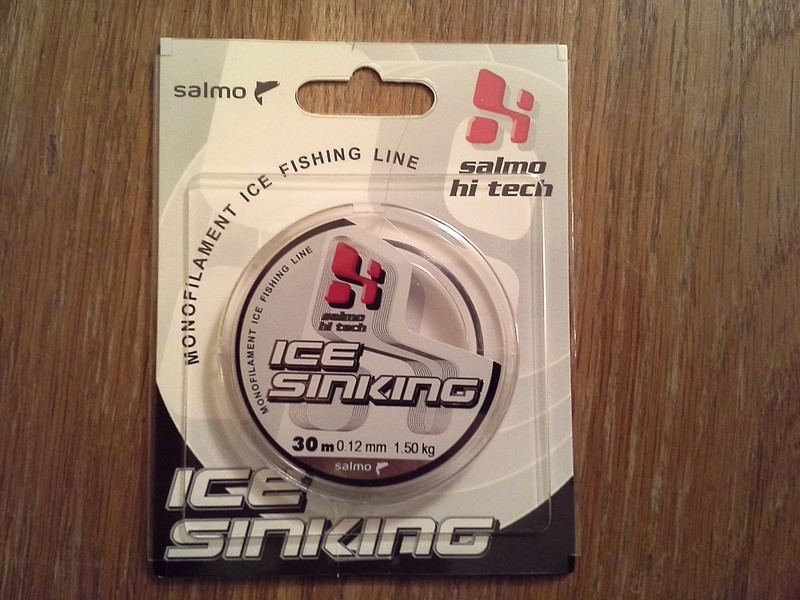 salmo
salmo
hi tech
MONOFILAMENT ICE FISHING LINE
MONOFILAMENT ICE FISHING LINE
salmo
hi tech
ICE
SINKING
30 m 0.12 mm 1.50 kg
salmo
ICE
SINKING